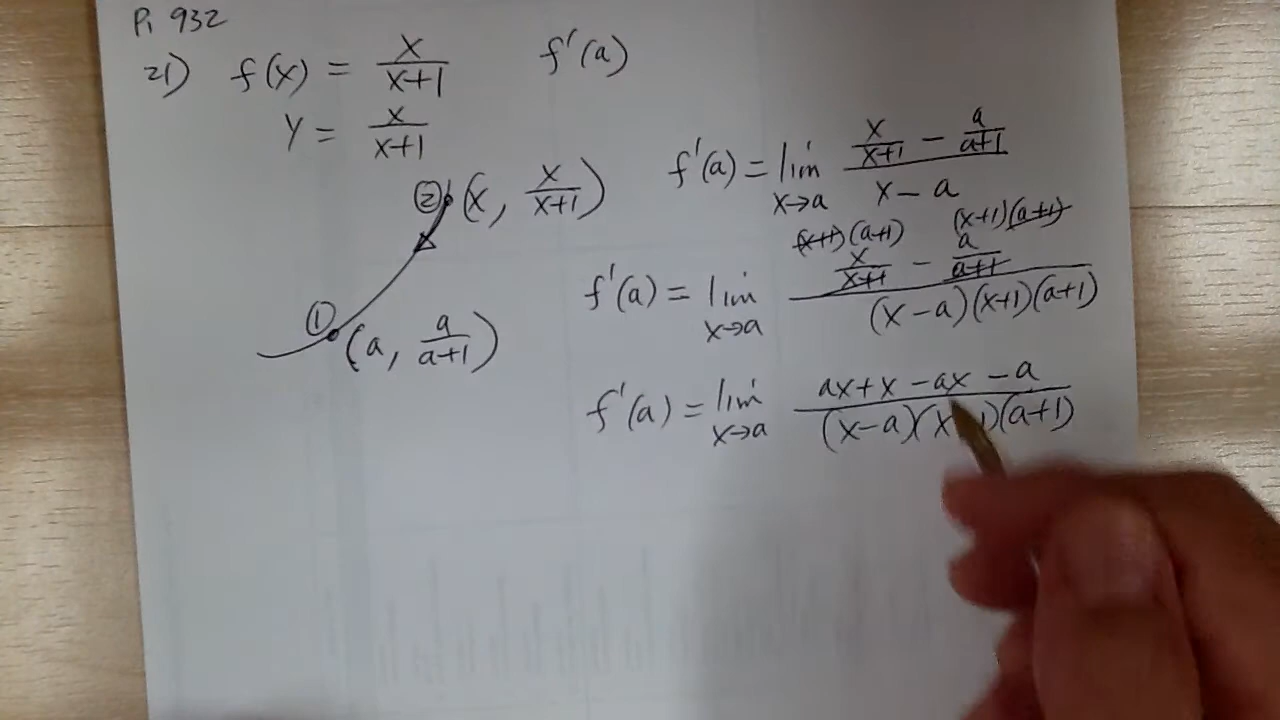 P. 932
21) f(x) = x/(x+1) f'(a)
y = x/(x+1)
② (x, x/(x+1))
① (a, a/(a+1))
f'(a) = lim x→a (x/(x+1) − a/(a+1))/(x − a)
(x+1)(a+1) (x+1)(a+1)
f'(a) = lim x→a (x/(x+1) − a/(a+1))/((x − a)(x+1)(a+1))
f'(a) = lim x→a (ax + x − ax − a)/((x−a)(x 1)(a+1))